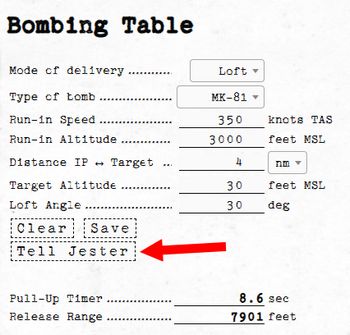 Bombing Table
Mode of delivery ........... Loft
Type of bomb .................. MK-81
Run-in Speed .................. 350 knots TAS
Run-in Altitude ............... 3000 feet MSL
Distance IP ↔ Target .. 4 nm
Target Altitude ............... 30 feet MSL
Loft Angle ...................... 30 deg
Clear Save
Tell Jester
Pull-Up Timer ................ 8.6 sec
Release Range ................ 7901 feet